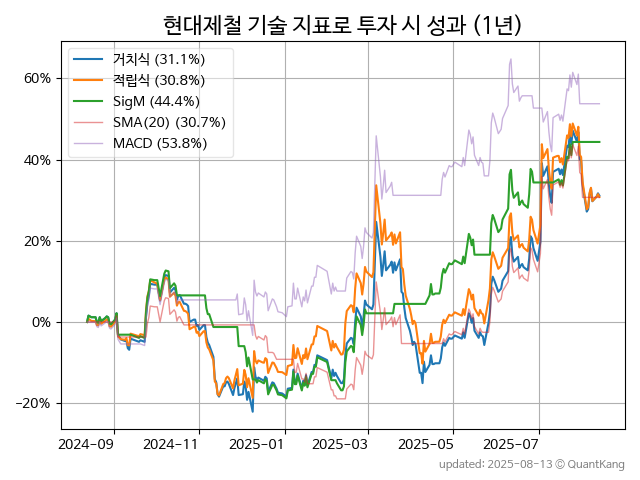 현대제철 기술 지표로 투자 시 성과 (1년)
거치식 (31.1%)
적립식 (30.8%)
SigM (44.4%)
SMA(20) (30.7%)
MACD (53.8%)
60%
40%
20%
0%
−20%
2024-09 2024-11 2025-01 2025-03 2025-05 2025-07
updated: 2025-08-13 © QuantKang